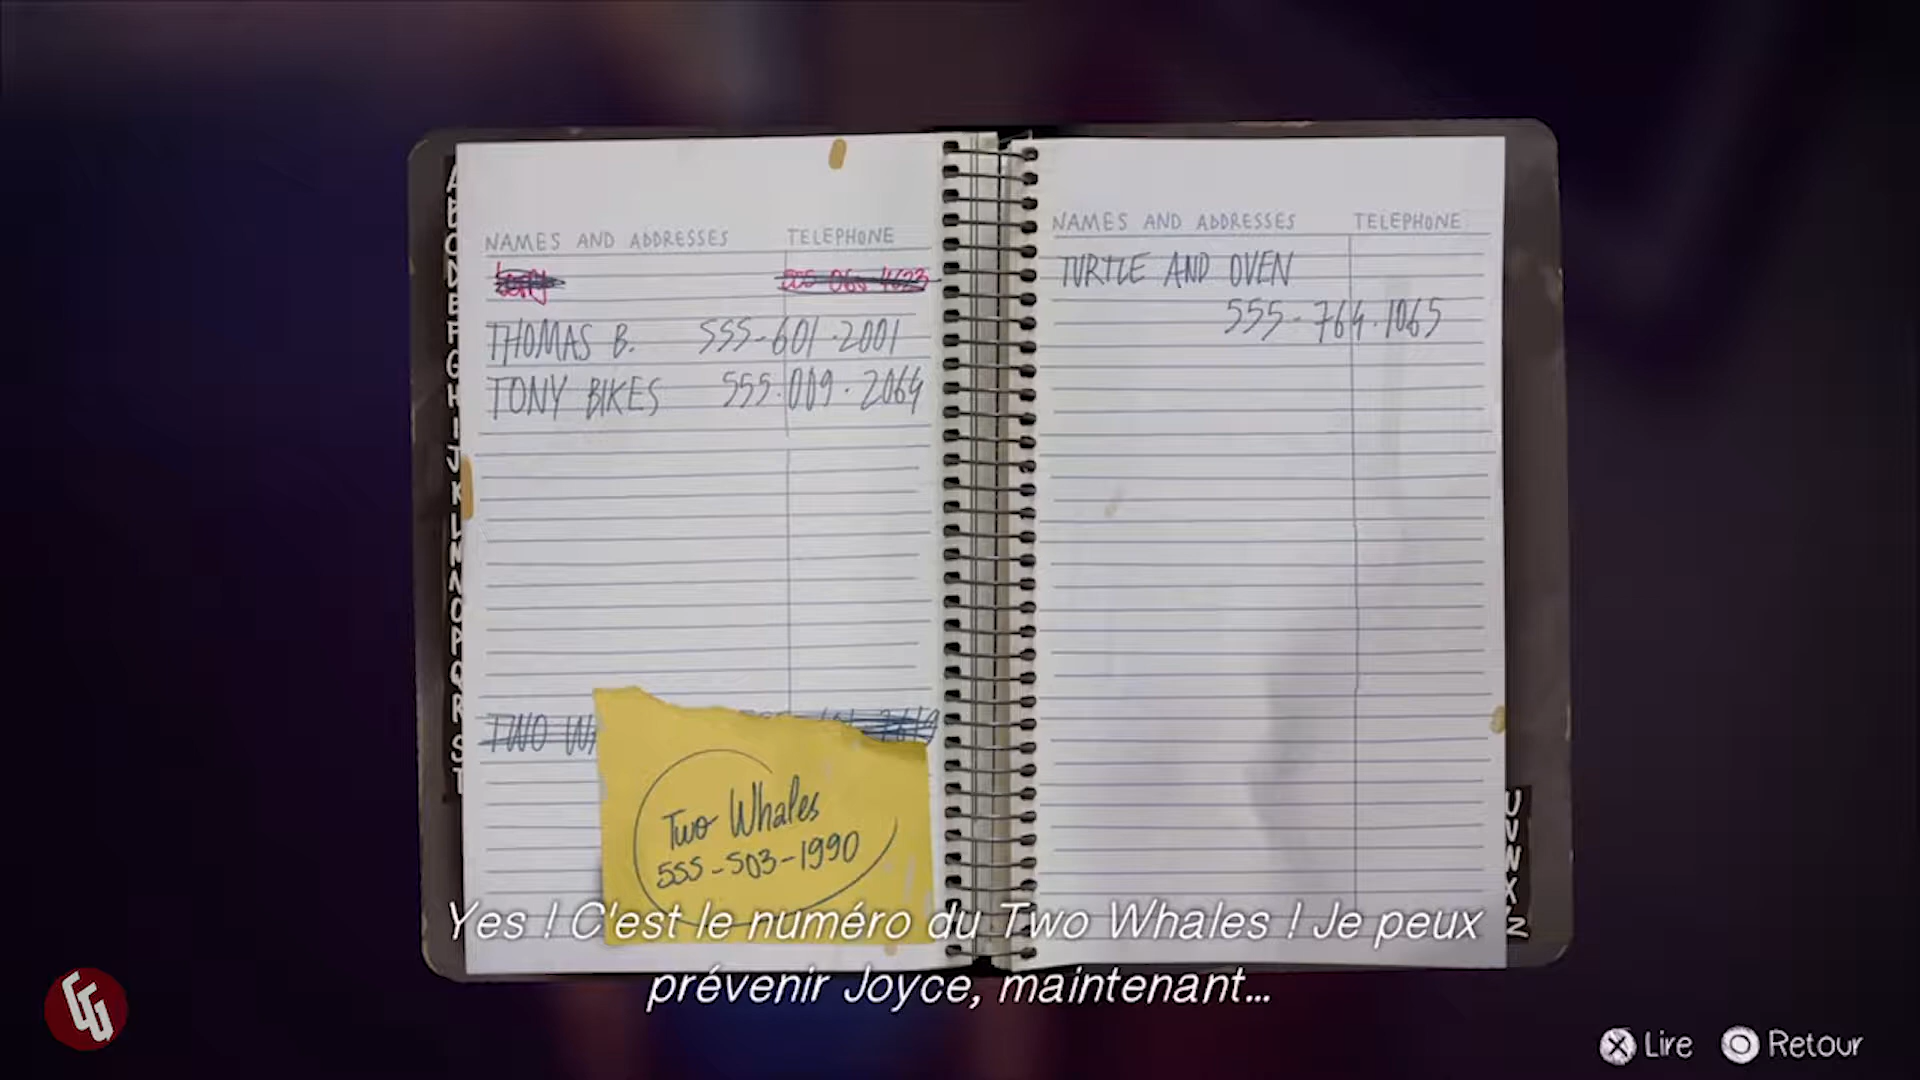 NAMES AND ADDRESSES TELEPHONE
THOMAS B. 555-601-2001
TONY BIKES 555.009.2064
TWO
Two Whales
555-503-1990
NAMES AND ADDRESSES TELEPHONE
TURTLE AND OVEN
555-764.1065
A
B
C
D
E
F
G
H
I
J
K
L
M
N
O
P
Q
R
S
T
U
V
W
X
Z
Yes ! C'est le numéro du Two Whales ! Je peux
prévenir Joyce, maintenant...
Lire Retour